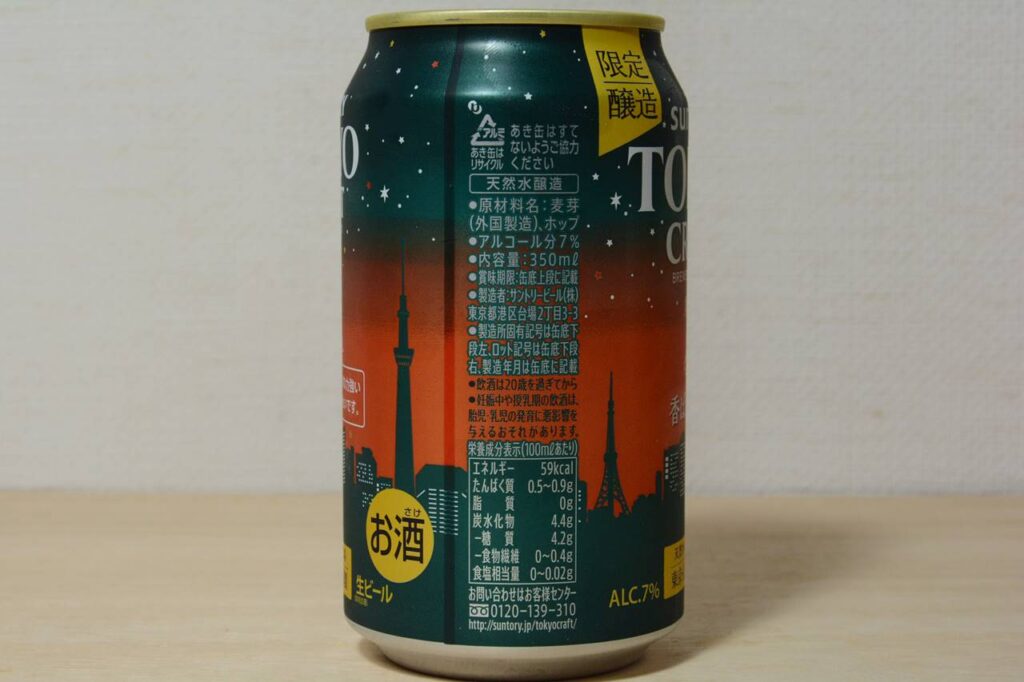 限定
醸造
アルミ
あき缶は
リサイクル
あき缶はすて
ないようご協力
ください
天然水醸造
●原材料名：麦芽
(外国製造)、ホップ
●アルコール分7%
●内容量：350mℓ
●賞味期限：缶底上段に記載
●製造者：サントリービール(株)
東京都港区台場2丁目3-3
●製造所固有記号は缶底下
段左、ロット記号は缶底下段
右、製造年月は缶底に記載
●飲酒は20歳を過ぎてから
●妊娠中や授乳期の飲酒は、
胎児・乳児の発育に悪影響を
与えるおそれがあります。
栄養成分表示(100mℓあたり)
エネルギー 59kcal
たんぱく質 0.5~0.9g
脂質 0g
炭水化物 4.4g
ー糖質 4.2g
ー食物繊維 0~0.4g
食塩相当量 0~0.02g
お問い合わせはお客様センター
0120-139-310
http://suntory.jp/tokyocraft/
さけ
お酒
生ビール
ALC.7%
SU
TO
CR
香